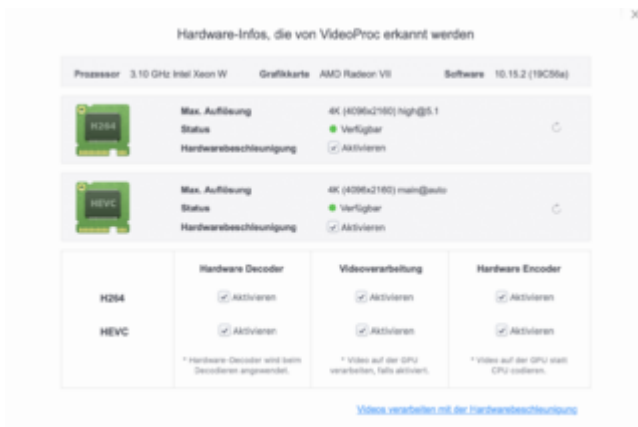 Hardware-Infos, die von VideoProc erkannt werden
Prozessor 3.10 GHz Intel Xeon W Grafikkarte AMD Radeon VII Software 10.15.2 (19C56a)
H264
Max. Auflösung 4K (4096x2160) high@5.1
Status Verfügbar
Hardwarebeschleunigung Aktivieren
HEVC
Max. Auflösung 4K (4096x2160) main@auto
Status Verfügbar
Hardwarebeschleunigung Aktivieren
Hardware Decoder Videoverarbeitung Hardware Encoder
H264 Aktivieren Aktivieren Aktivieren
HEVC Aktivieren Aktivieren Aktivieren
* Hardware-Decoder wird beim * Video auf der GPU * Video auf der GPU statt
Decodieren angewendet. verarbeiten, falls aktiviert. CPU codieren.
Videos verarbeiten mit der Hardwarebeschleunigung